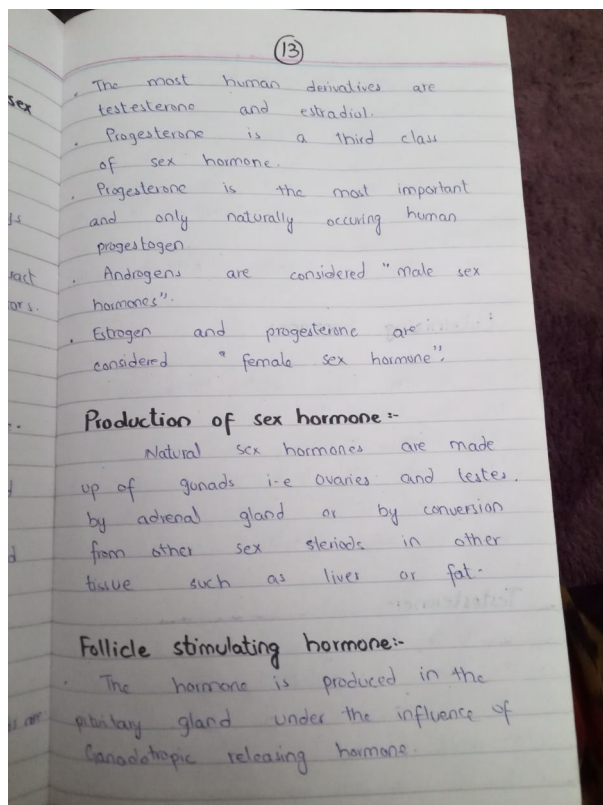 13
. The most human derivatives are
testesterone and estradiol.
. Progesterone is a third class
of sex hormone.
. Progesterone is the most important
and only naturally occuring human
progestogen
. Androgens are considered "male sex
hormones".
. Estrogen and progesterone are
considered "female sex hormone".
Production of sex hormone:-
Natural sex hormones are made
up of gonads i-e ovaries and testes.
by adrenal gland or by conversion
from other sex steriods in other
tissue such as liver or fat-
Follicle stimulating hormone:-
. The hormone is produced in the
pituitary gland under the influence of
Gonadotropic releasing hormone.
sex
ract
ors.